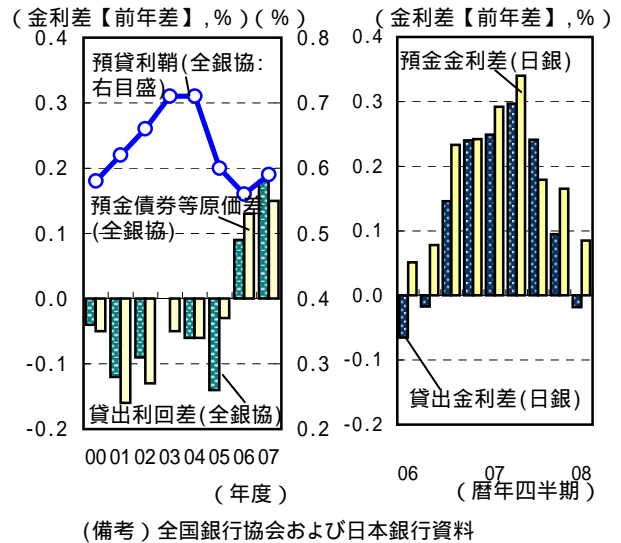 (金利差【前年差】,%)(%)
0.4
0.3
0.2
0.1
0.0
-0.1
-0.2
預貸利鞘(全銀協:
右目盛)
預金債券等原価差
(全銀協)
貸出利回差(全銀協)
0.8
0.7
0.6
0.5
0.4
0.3
0.2
00 01 02 03 04 05 06 07
(年度)
(金利差【前年差】,%)
0.4
0.3
0.2
0.1
0.0
-0.1
-0.2
預金金利差(日銀)
貸出金利差(日銀)
06 07 08
(暦年四半期)
(備考)全国銀行協会および日本銀行資料